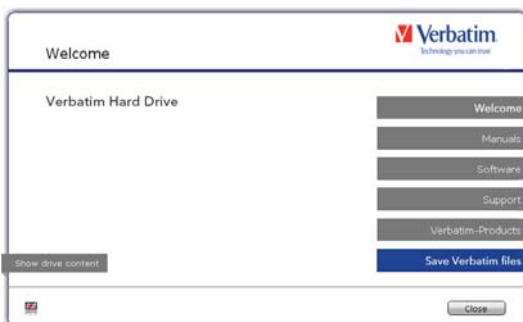 Welcome
Verbatim
Technology you can trust
Verbatim Hard Drive
Welcome
Manuals
Software
Support
Verbatim-Products
Show drive content
Save Verbatim files
Close